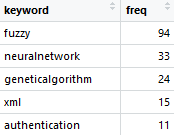 keyword freq
fuzzy 94
neuralnetwork 33
geneticalgorithm 24
xml 15
authentication 11